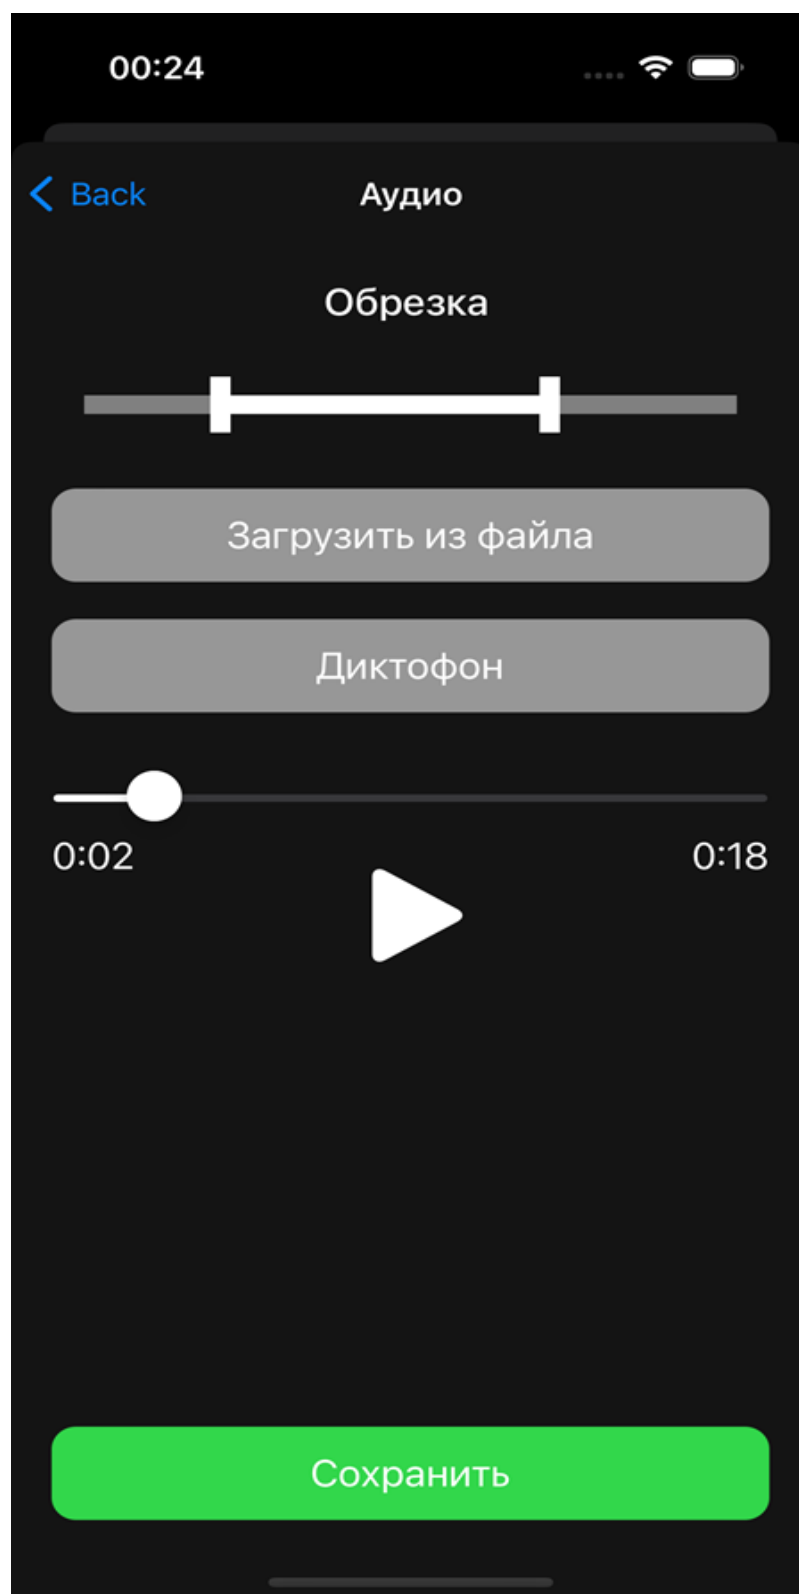 00:24
Back
Аудио
Обрезка
Загрузить из файла
Диктофон
0:02
0:18
Сохранить